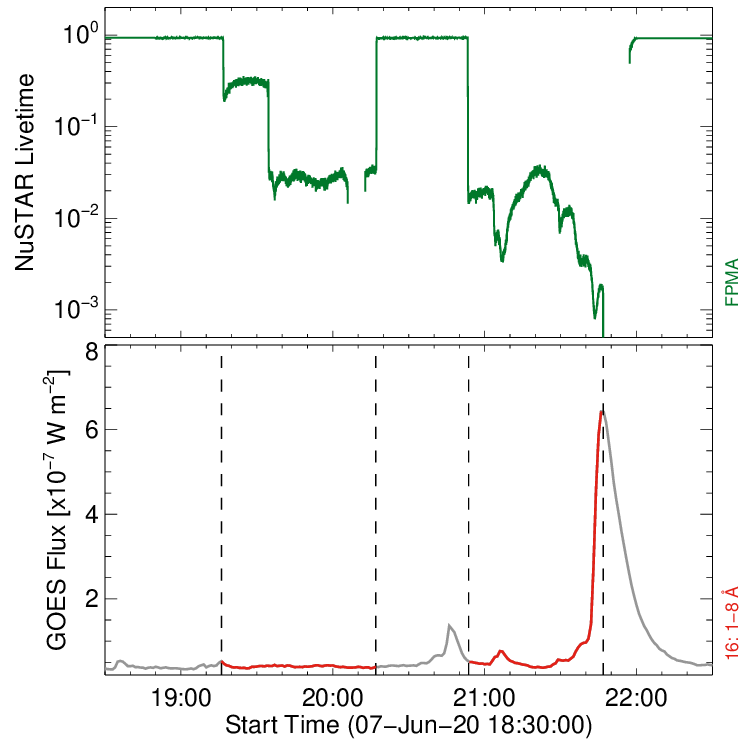 10⁰
10⁻¹
10⁻²
10⁻³
NuSTAR Livetime
FPMA
8
6
4
2
GOES Flux [x10⁻⁷ W m⁻²]
16: 1−8 Å
19:00 20:00 21:00 22:00
Start Time (07−Jun−20 18:30:00)